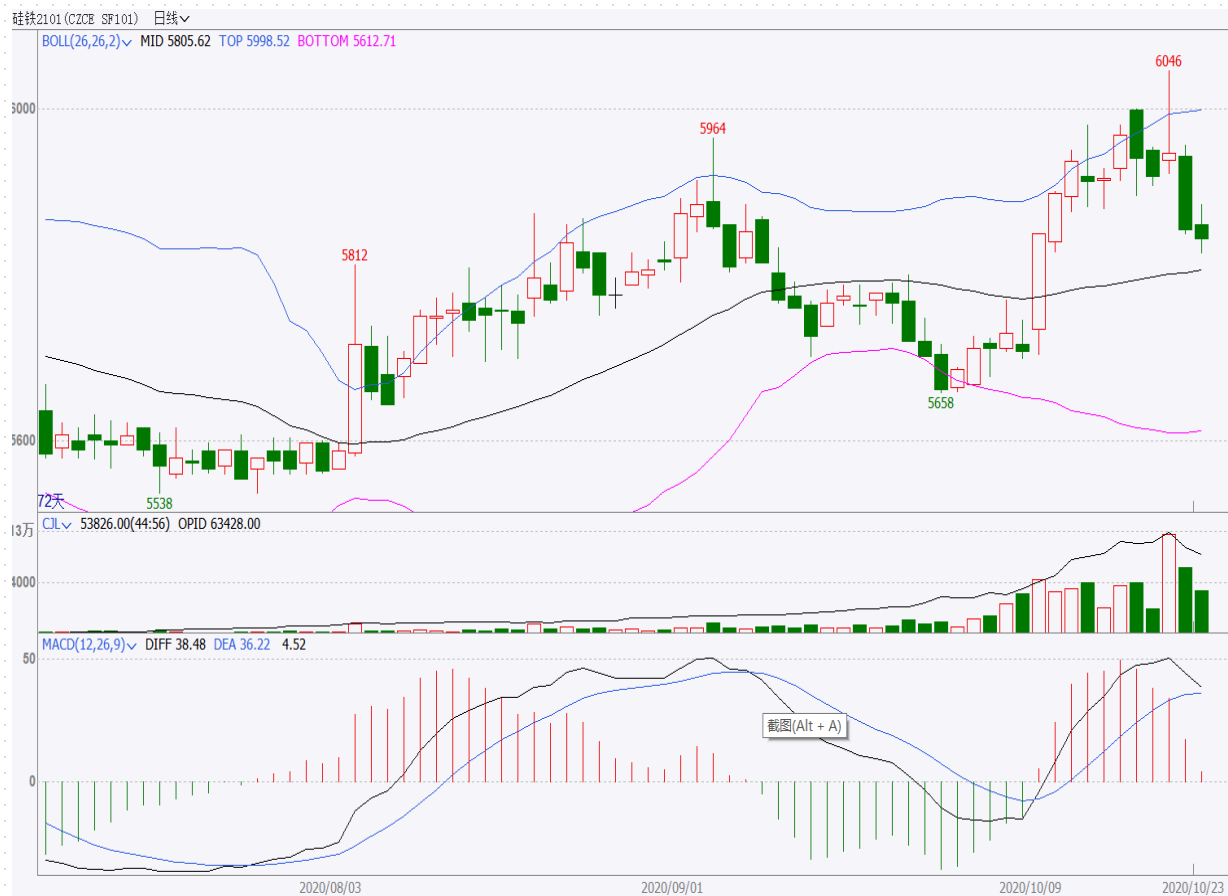 硅铁2101(CZCE SF101) 日线
BOLL(26,26,2) MID 5805.62 TOP 5998.52 BOTTOM 5612.71
6046
6000
5964
5812
5658
5600
5538
72天
CJL 53826.00(44:56) OPID 63428.00
13万
4000
MACD(12,26,9) DIFF 38.48 DEA 36.22 4.52
50
截图(Alt + A)
0
2020/08/03 2020/09/01 2020/10/09 2020/10/23